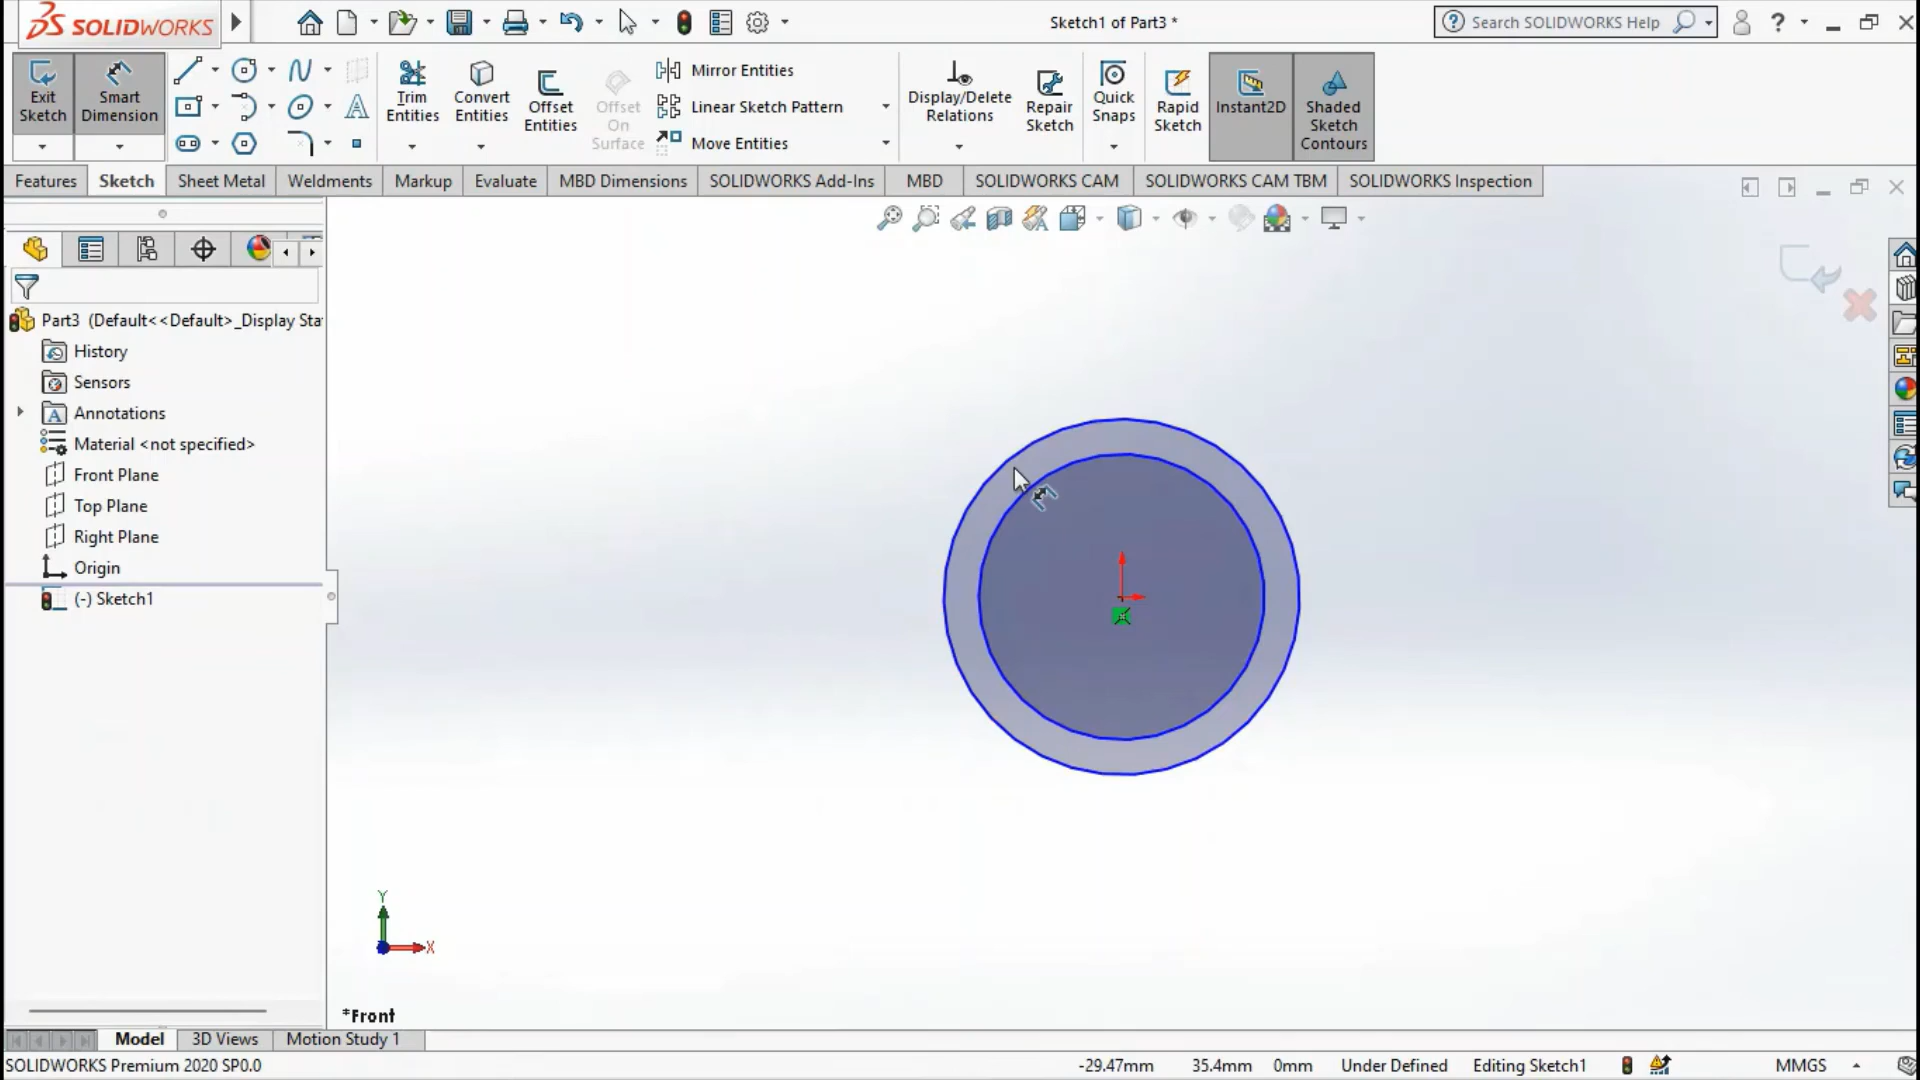 SOLIDWORKS
Sketch1 of Part3 *
Search SOLIDWORKS Help
Exit Sketch
Smart Dimension
Trim Entities
Convert Entities
Offset Entities
Offset On Surface
Mirror Entities
Linear Sketch Pattern
Move Entities
Display/Delete Relations
Repair Sketch
Quick Snaps
Rapid Sketch
Instant2D
Shaded Sketch Contours
Features
Sketch
Sheet Metal
Weldments
Markup
Evaluate
MBD Dimensions
SOLIDWORKS Add-Ins
MBD
SOLIDWORKS CAM
SOLIDWORKS CAM TBM
SOLIDWORKS Inspection
Part3 (Default<<Default>_Display Sta
History
Sensors
Annotations
Material <not specified>
Front Plane
Top Plane
Right Plane
Origin
(-) Sketch1
Y
X
*Front
Model
3D Views
Motion Study 1
SOLIDWORKS Premium 2020 SP0.0
-29.47mm
35.4mm
0mm
Under Defined
Editing Sketch1
MMGS